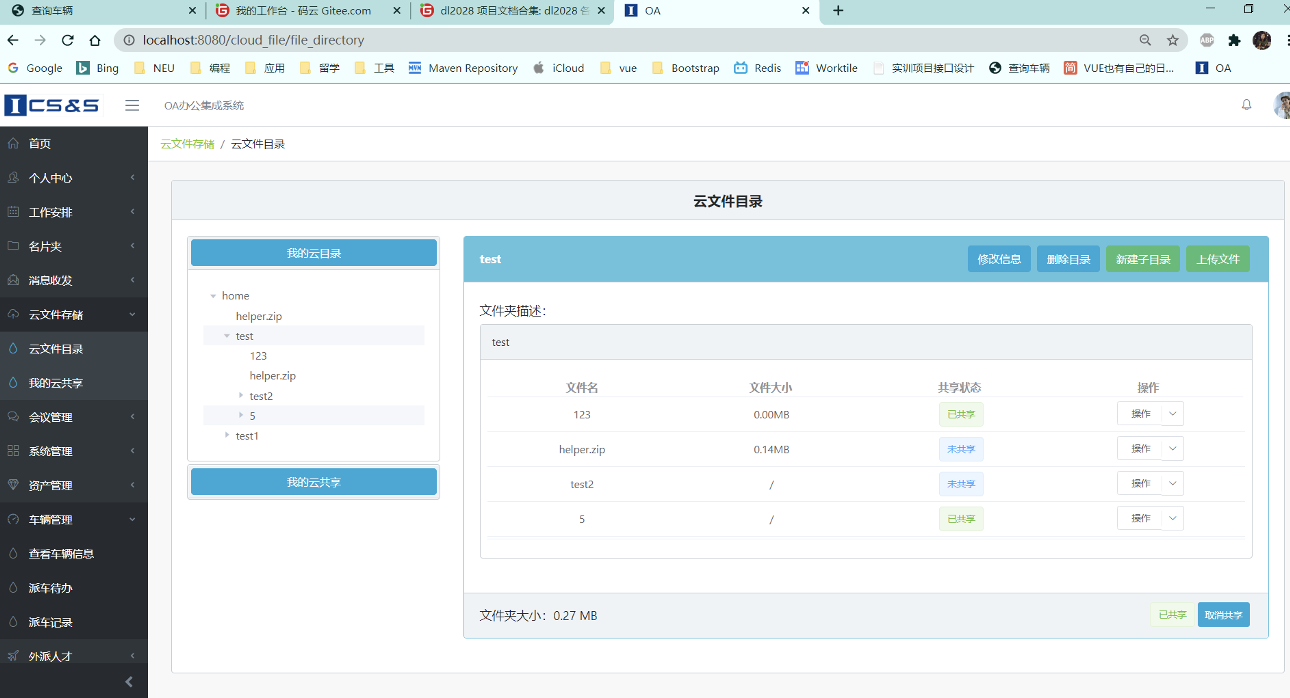 查询车辆
我的工作台 - 码云 Gitee.com
dl2028 项目文档合集: dl2028
OA
localhost:8080/cloud_file/file_directory
ABP
Google Bing NEU 编程 应用 留学 工具 Maven Repository iCloud vue Bootstrap Redis Worktile 实训项目接口设计 查询车辆 VUE也有自己的日... OA
ICS&S
OA办公集成系统
首页
个人中心
工作安排
名片夹
消息收发
云文件存储
云文件目录
我的云共享
会议管理
系统管理
资产管理
车辆管理
查看车辆信息
派车待办
派车记录
外派人才
云文件存储 / 云文件目录
云文件目录
我的云目录
home
helper.zip
test
123
helper.zip
test2
5
test1
我的云共享
test
修改信息 删除目录 新建子目录 上传文件
文件夹描述:
test
文件名 文件大小 共享状态 操作
123 0.00MB 已共享 操作
helper.zip 0.14MB 未共享 操作
test2 / 未共享 操作
5 / 已共享 操作
文件夹大小: 0.27 MB
已共享 取消共享